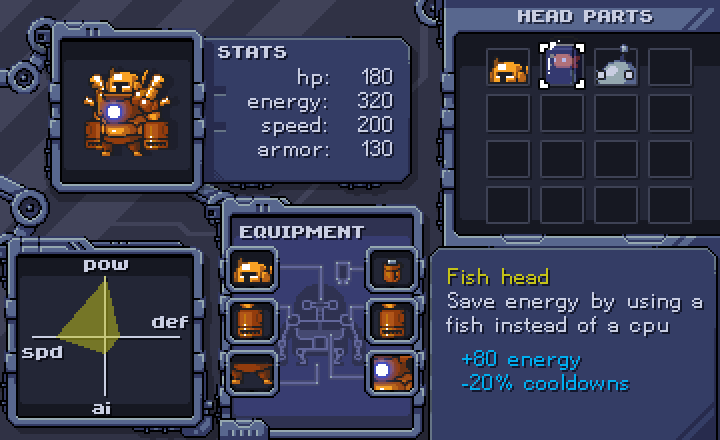 STATS
hp: 180
energy: 320
speed: 200
armor: 130
HEAD PARTS
EQUIPMENT
pow
def
spd
ai
Fish head
Save energy by using a
fish instead of a cpu
+80 energy
-20% cooldowns